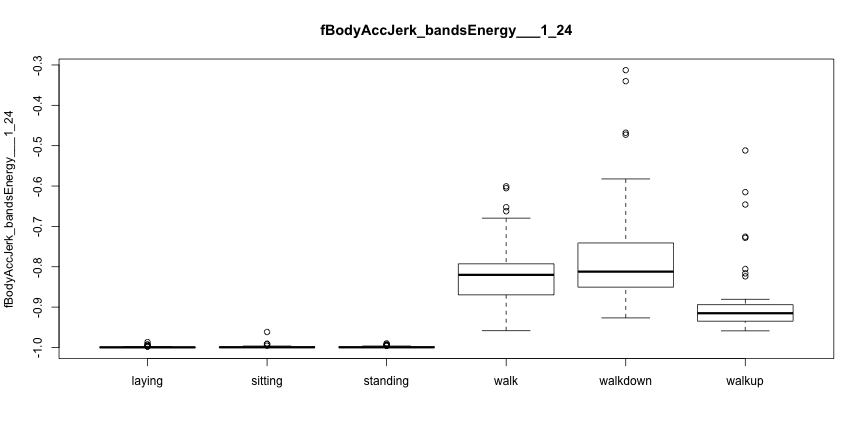 fBodyAccJerk_bandsEnergy___1_24
fBodyAccJerk_bandsEnergy___1_24
-0.3
-0.4
-0.5
-0.6
-0.7
-0.8
-0.9
-1.0
laying sitting standing walk walkdown walkup